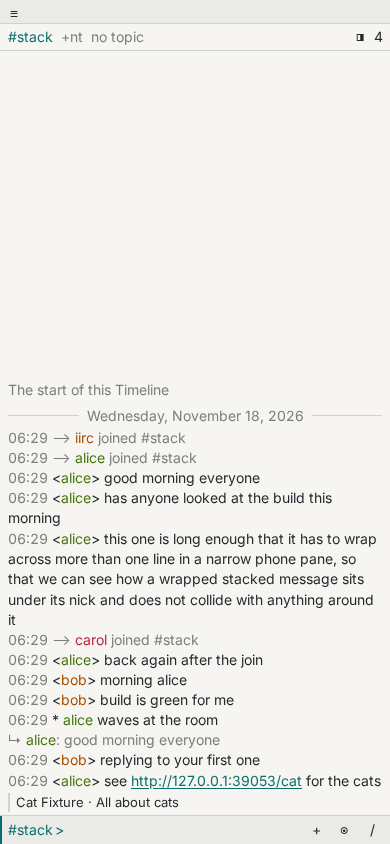 ≡
#stack +nt no topic 4
The start of this Timeline
Wednesday, November 18, 2026
06:29 → iirc joined #stack
06:29 → alice joined #stack
06:29 <alice> good morning everyone
06:29 <alice> has anyone looked at the build this
morning
06:29 <alice> this one is long enough that it has to wrap
across more than one line in a narrow phone pane, so
that we can see how a wrapped stacked message sits
under its nick and does not collide with anything around
it
06:29 → carol joined #stack
06:29 <alice> back again after the join
06:29 <bob> morning alice
06:29 <bob> build is green for me
06:29 * alice waves at the room
↳ alice: good morning everyone
06:29 <bob> replying to your first one
06:29 <alice> see http://127.0.0.1:39053/cat for the cats
Cat Fixture · All about cats
#stack > + ⊙ /